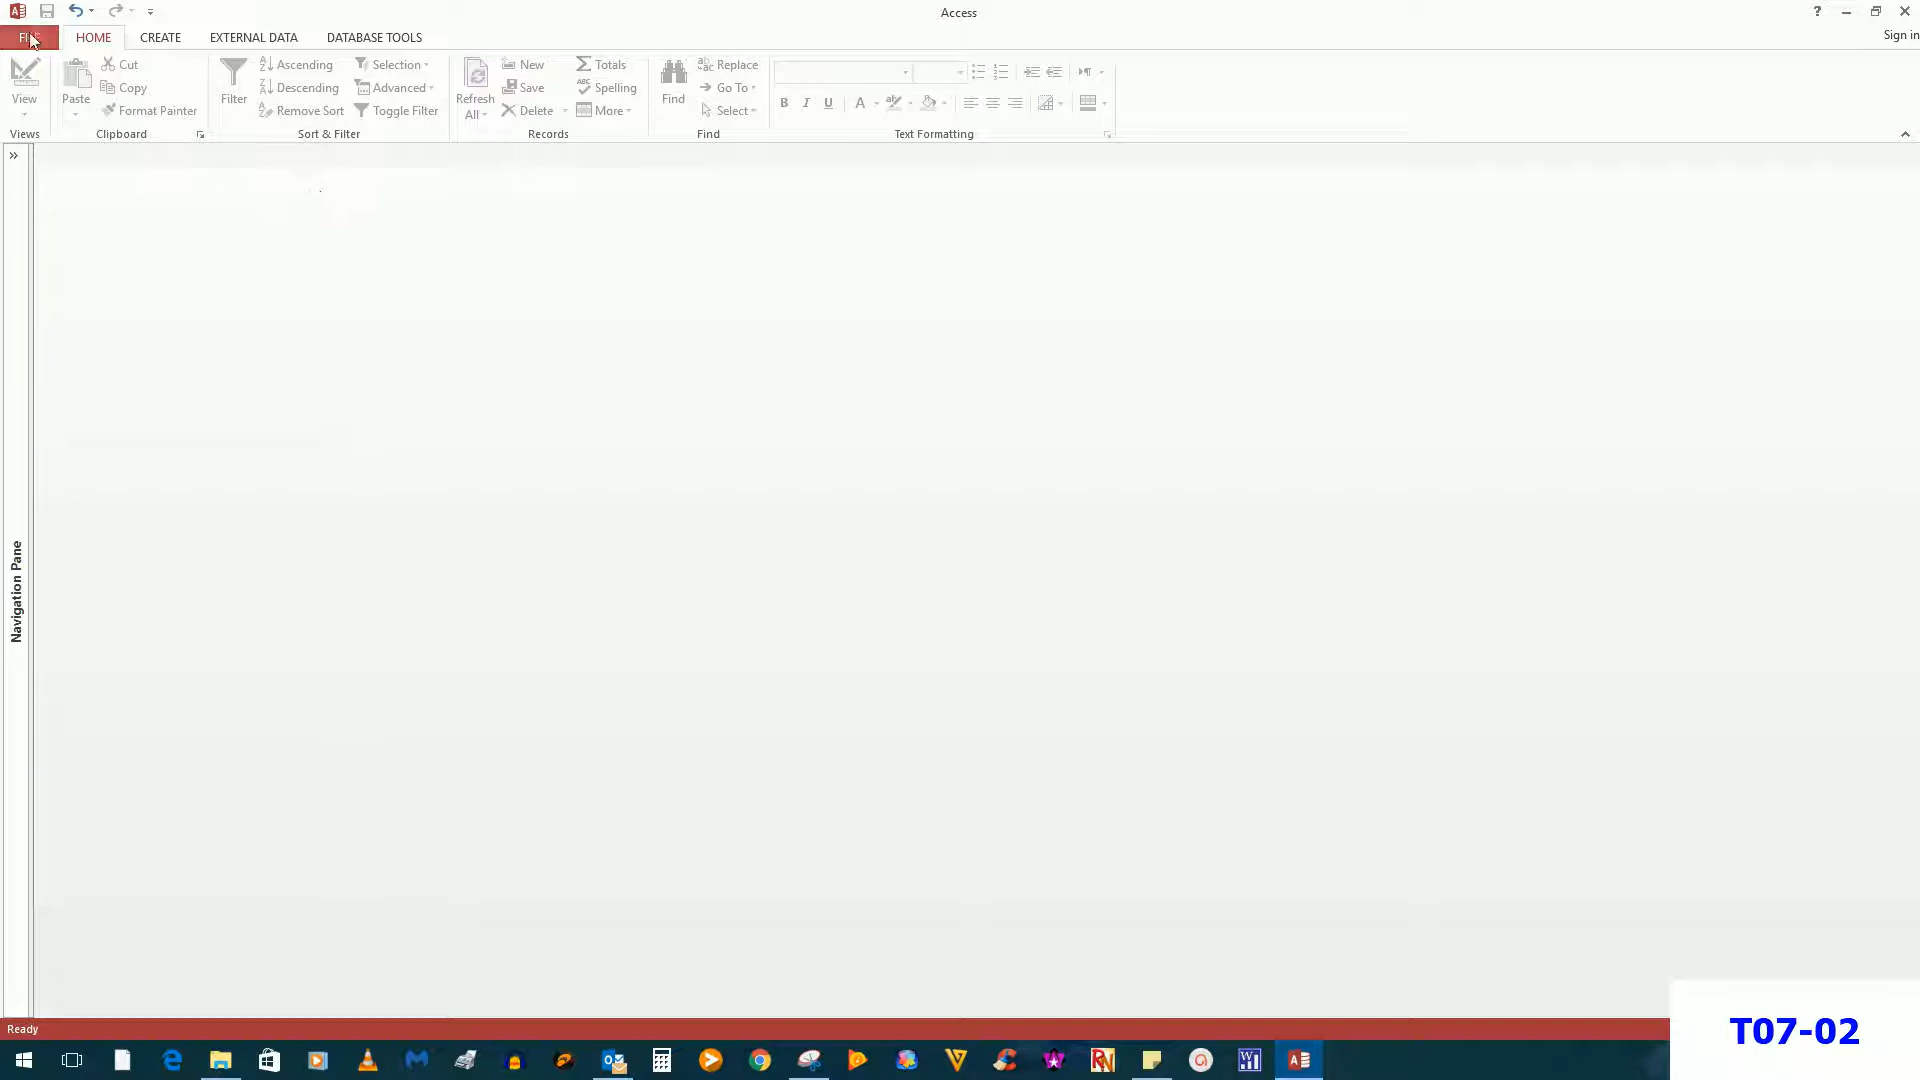 Access
Sign in
HOME
CREATE
EXTERNAL DATA
DATABASE TOOLS
View
Views
Paste
Cut
Copy
Format Painter
Clipboard
Filter
Ascending
Descending
Remove Sort
Selection
Advanced
Toggle Filter
Sort & Filter
Refresh
All
New
Save
Delete
Totals
Spelling
More
Records
Find
Replace
Go To
Select
Find
B I U A
Text Formatting
Navigation Pane
Ready
T07-02